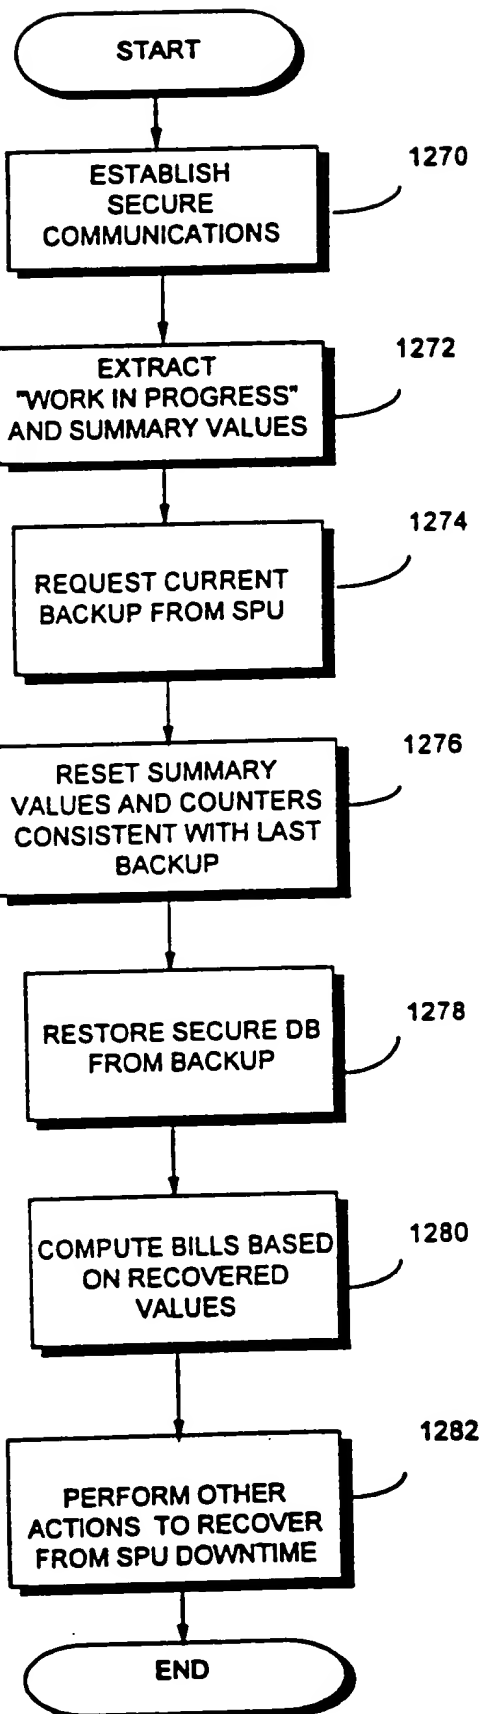 START
1270
ESTABLISH
SECURE
COMMUNICATIONS
1272
EXTRACT
"WORK IN PROGRESS"
AND SUMMARY VALUES
1274
REQUEST CURRENT
BACKUP FROM SPU
1276
RESET SUMMARY
VALUES AND COUNTERS
CONSISTENT WITH LAST
BACKUP
1278
RESTORE SECURE DB
FROM BACKUP
1280
COMPUTE BILLS BASED
ON RECOVERED
VALUES
1282
PERFORM OTHER
ACTIONS TO RECOVER
FROM SPU DOWNTIME
END